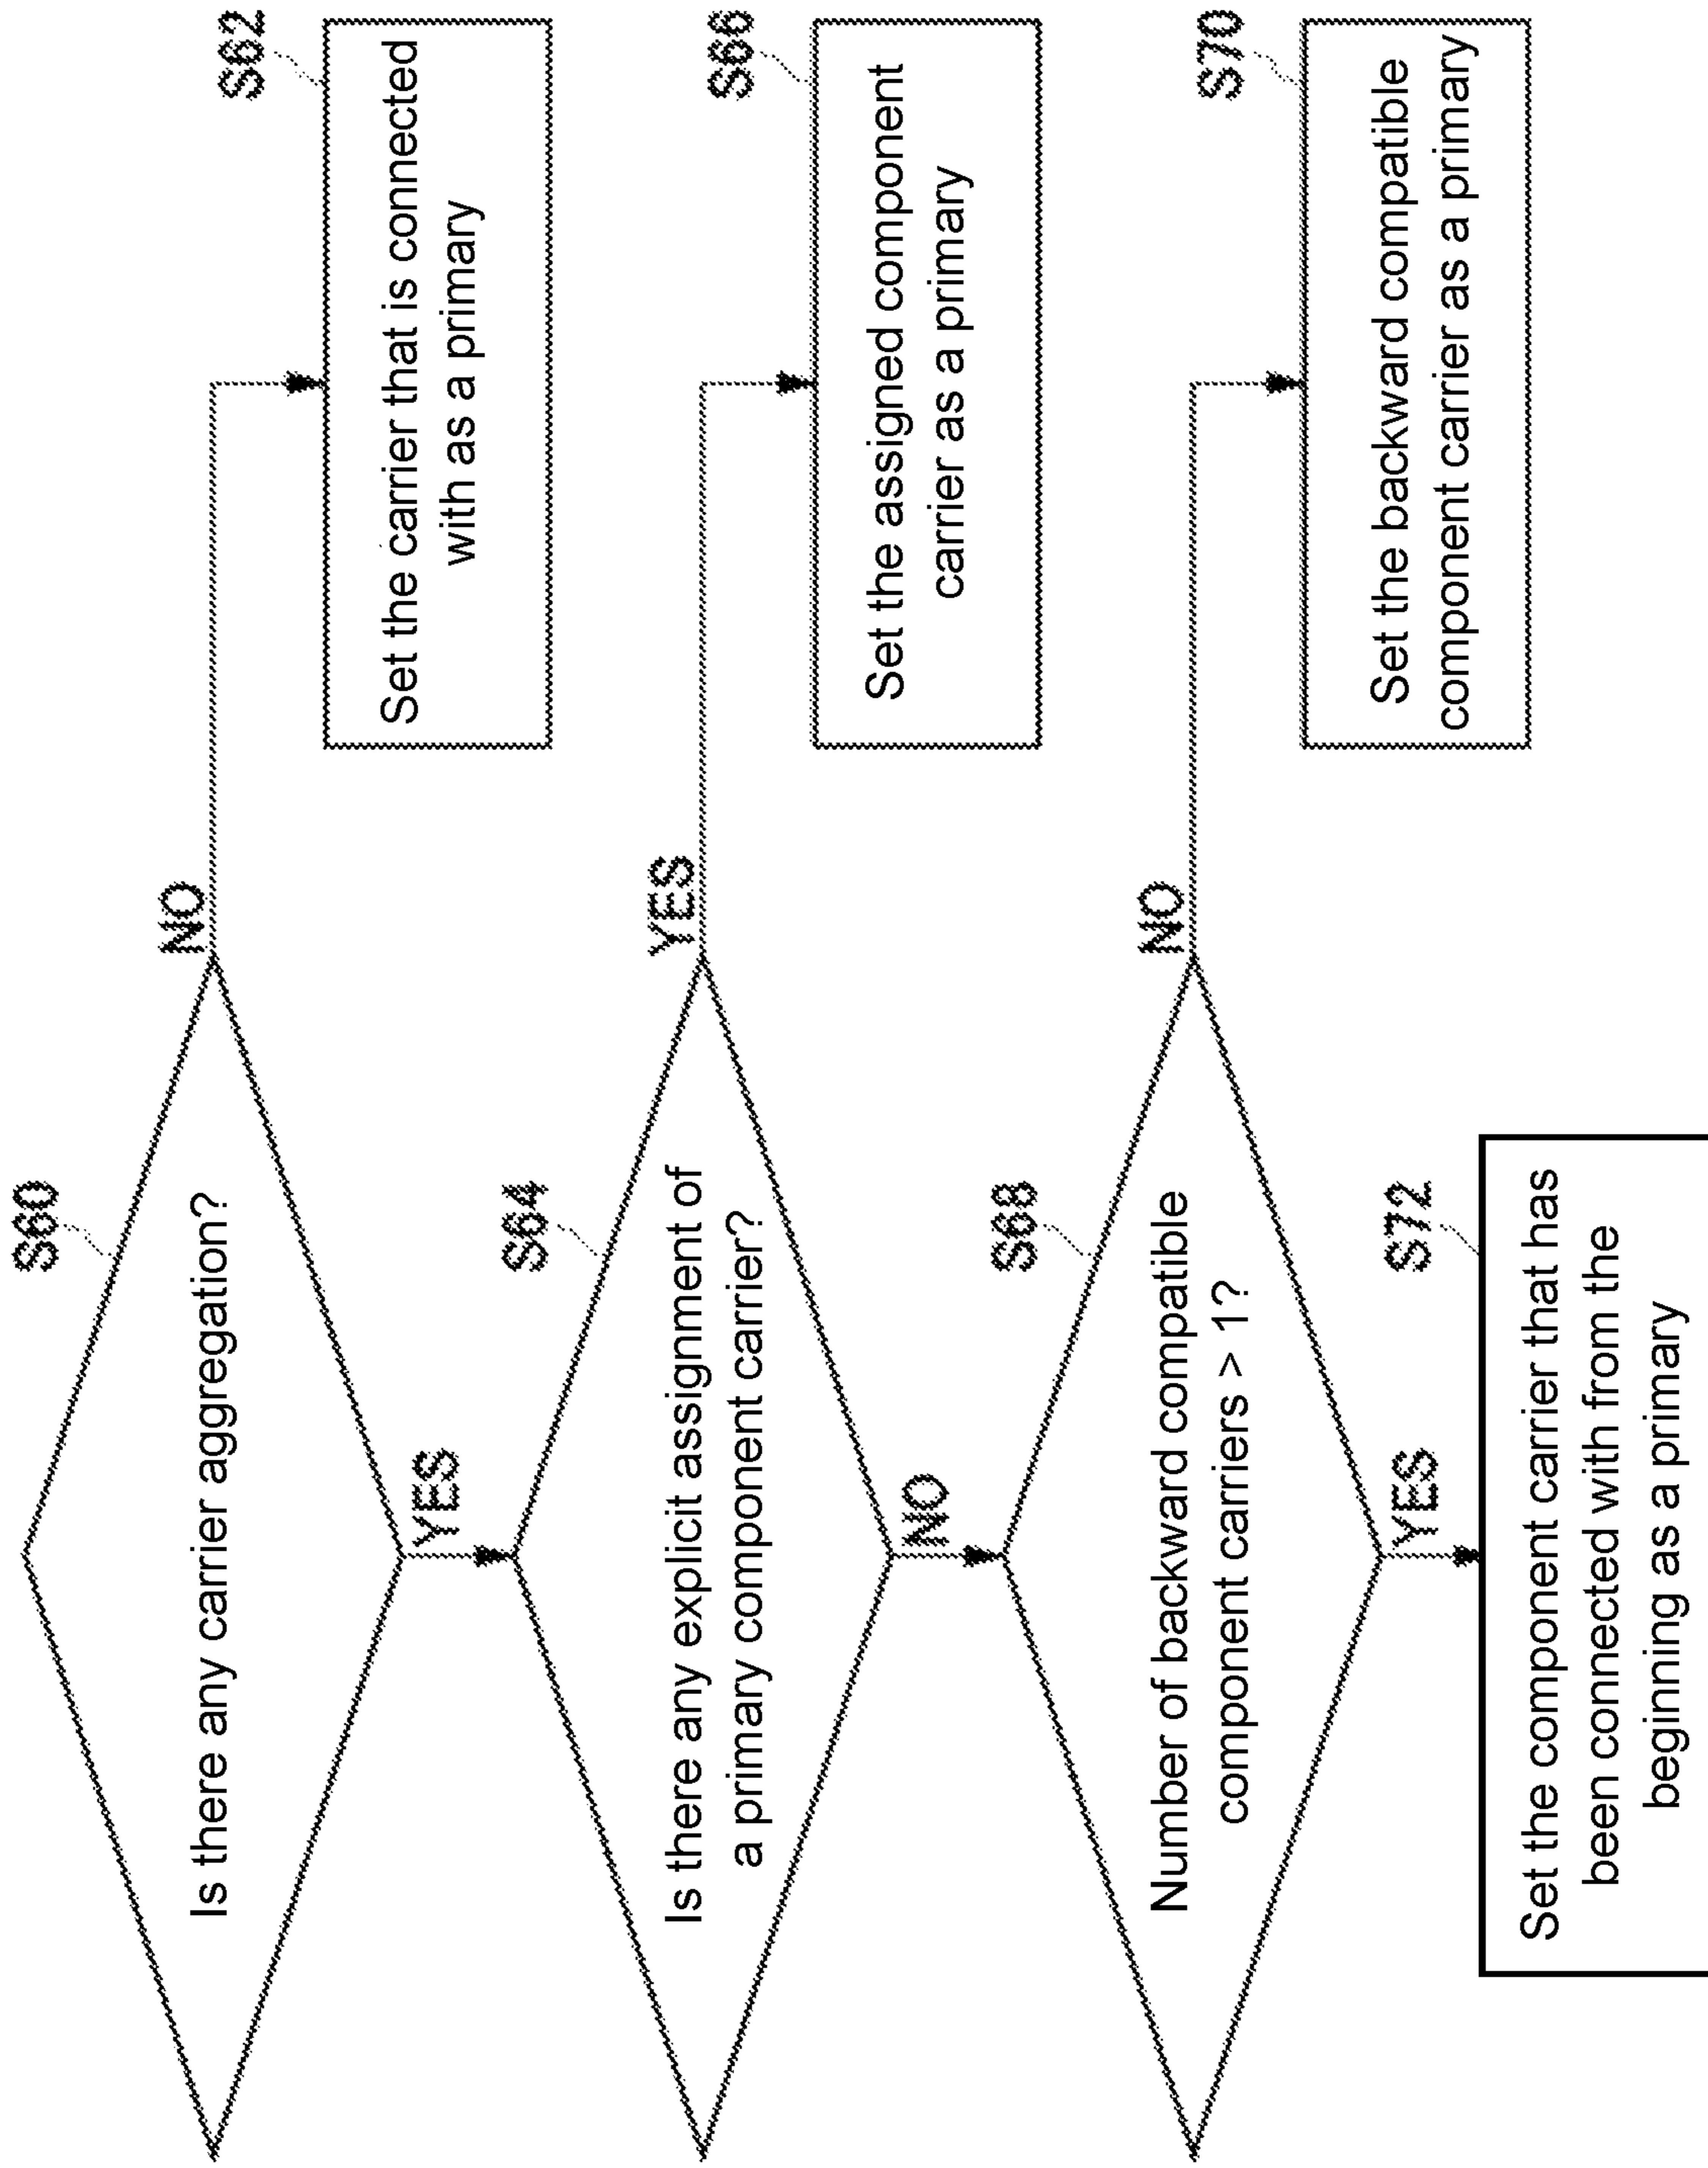 S60
Is there any carrier aggregation?
NO
S62
Set the carrier that is connected
with as a primary
YES
S64
Is there any explicit assignment of
a primary component carrier?
YES
S66
Set the assigned component
carrier as a primary
NO
S68
Number of backward compatible
component carriers > 1?
NO
S70
Set the backward compatible
component carrier as a primary
YES
S72
Set the component carrier that has
been connected with from the
beginning as a primary